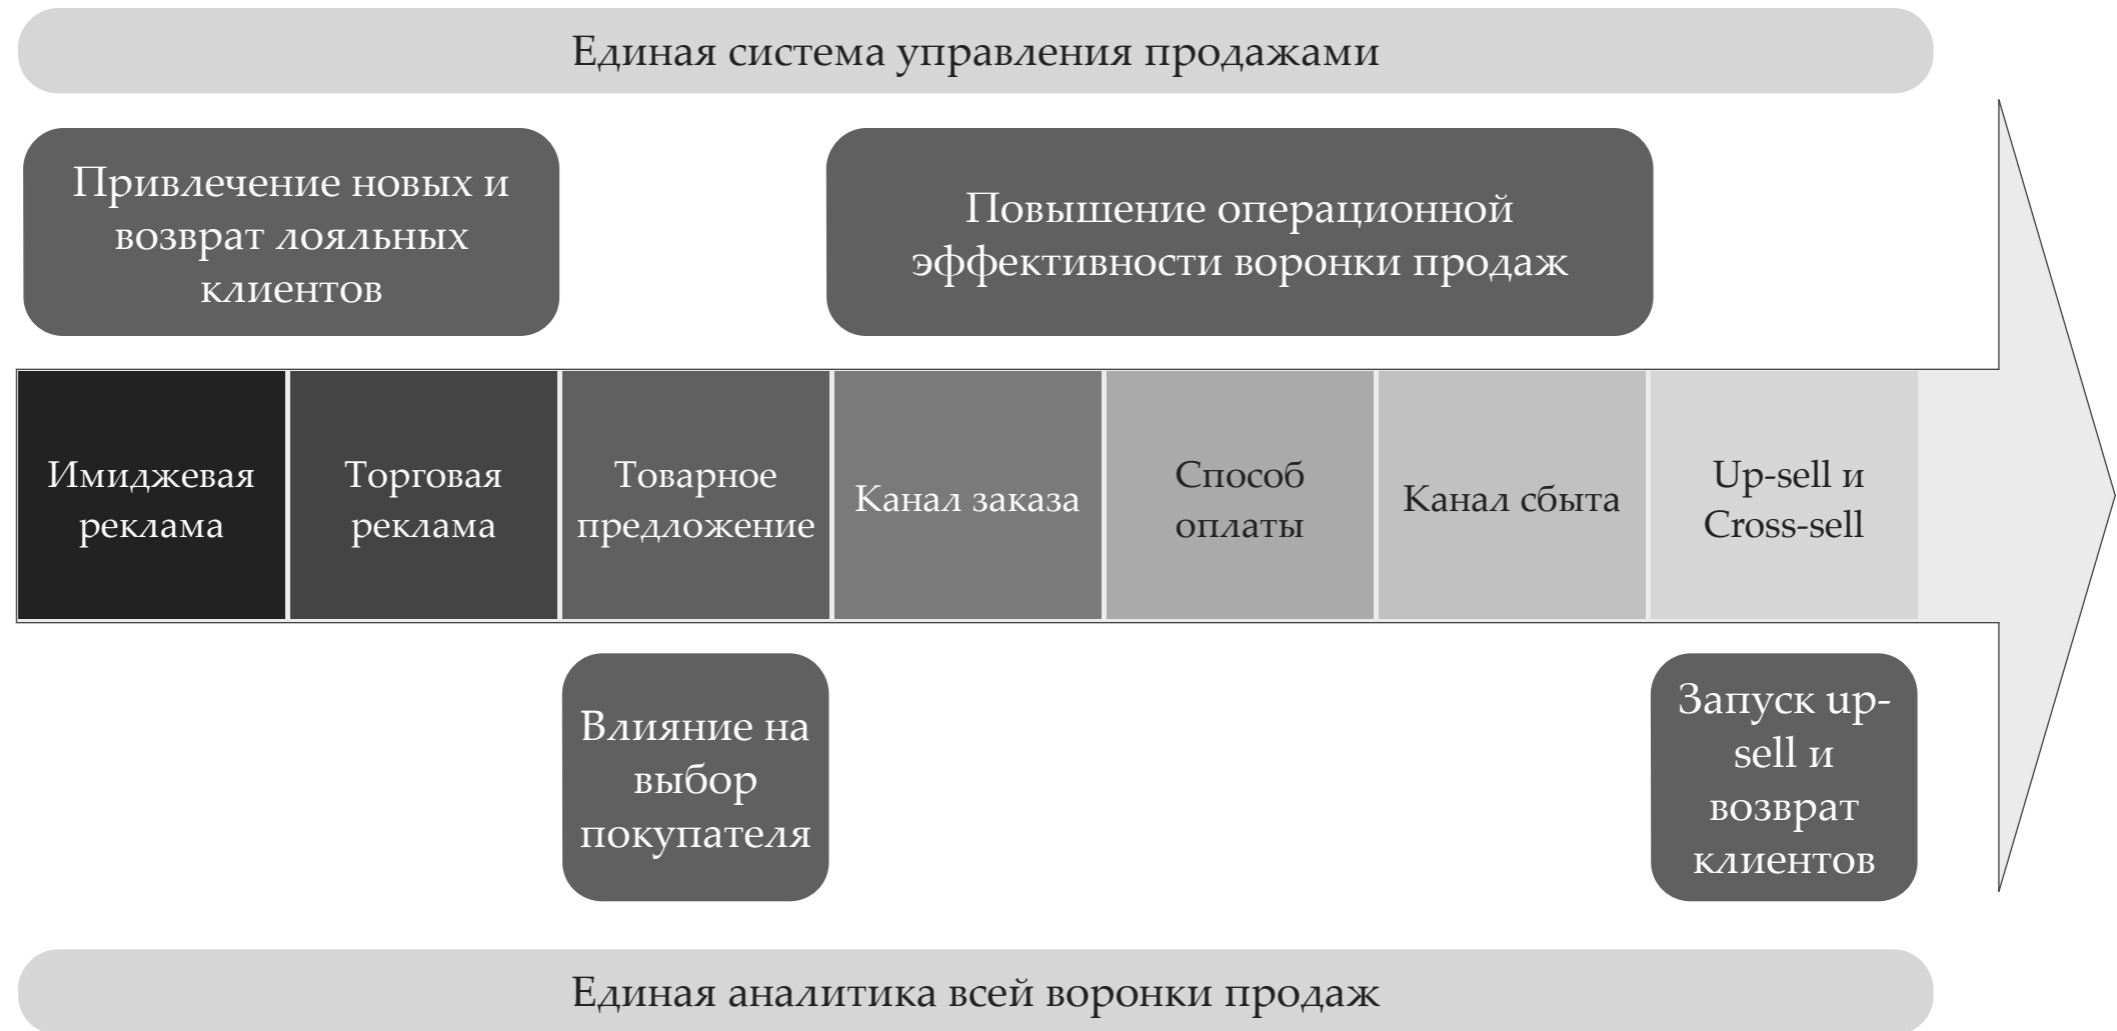 Единая система управления продажами
Привлечение новых и
возврат лояльных
клиентов
Повышение операционной
эффективности воронки продаж
Имиджевая
реклама
Торговая
реклама
Товарное
предложение
Канал заказа
Способ
оплаты
Канал сбыта
Up-sell и
Cross-sell
Влияние на
выбор
покупателя
Запуск up-
sell и
возврат
клиентов
Единая аналитика всей воронки продаж